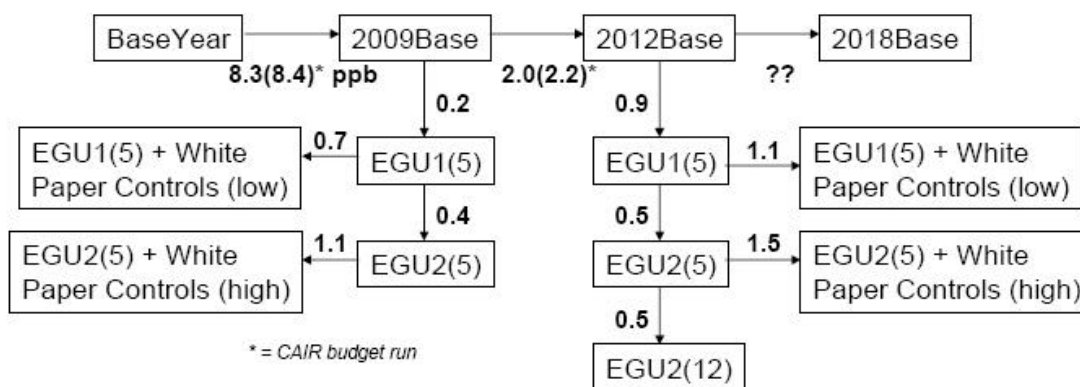 BaseYear
2009Base
2012Base
2018Base
8.3(8.4)* ppb
2.0(2.2)*
??
0.2
0.9
EGU1(5) + White
Paper Controls (low)
0.7
EGU1(5)
EGU1(5)
1.1
EGU1(5) + White
Paper Controls (low)
0.4
0.5
EGU2(5) + White
Paper Controls (high)
1.1
EGU2(5)
EGU2(5)
1.5
EGU2(5) + White
Paper Controls (high)
0.5
* = CAIR budget run
EGU2(12)